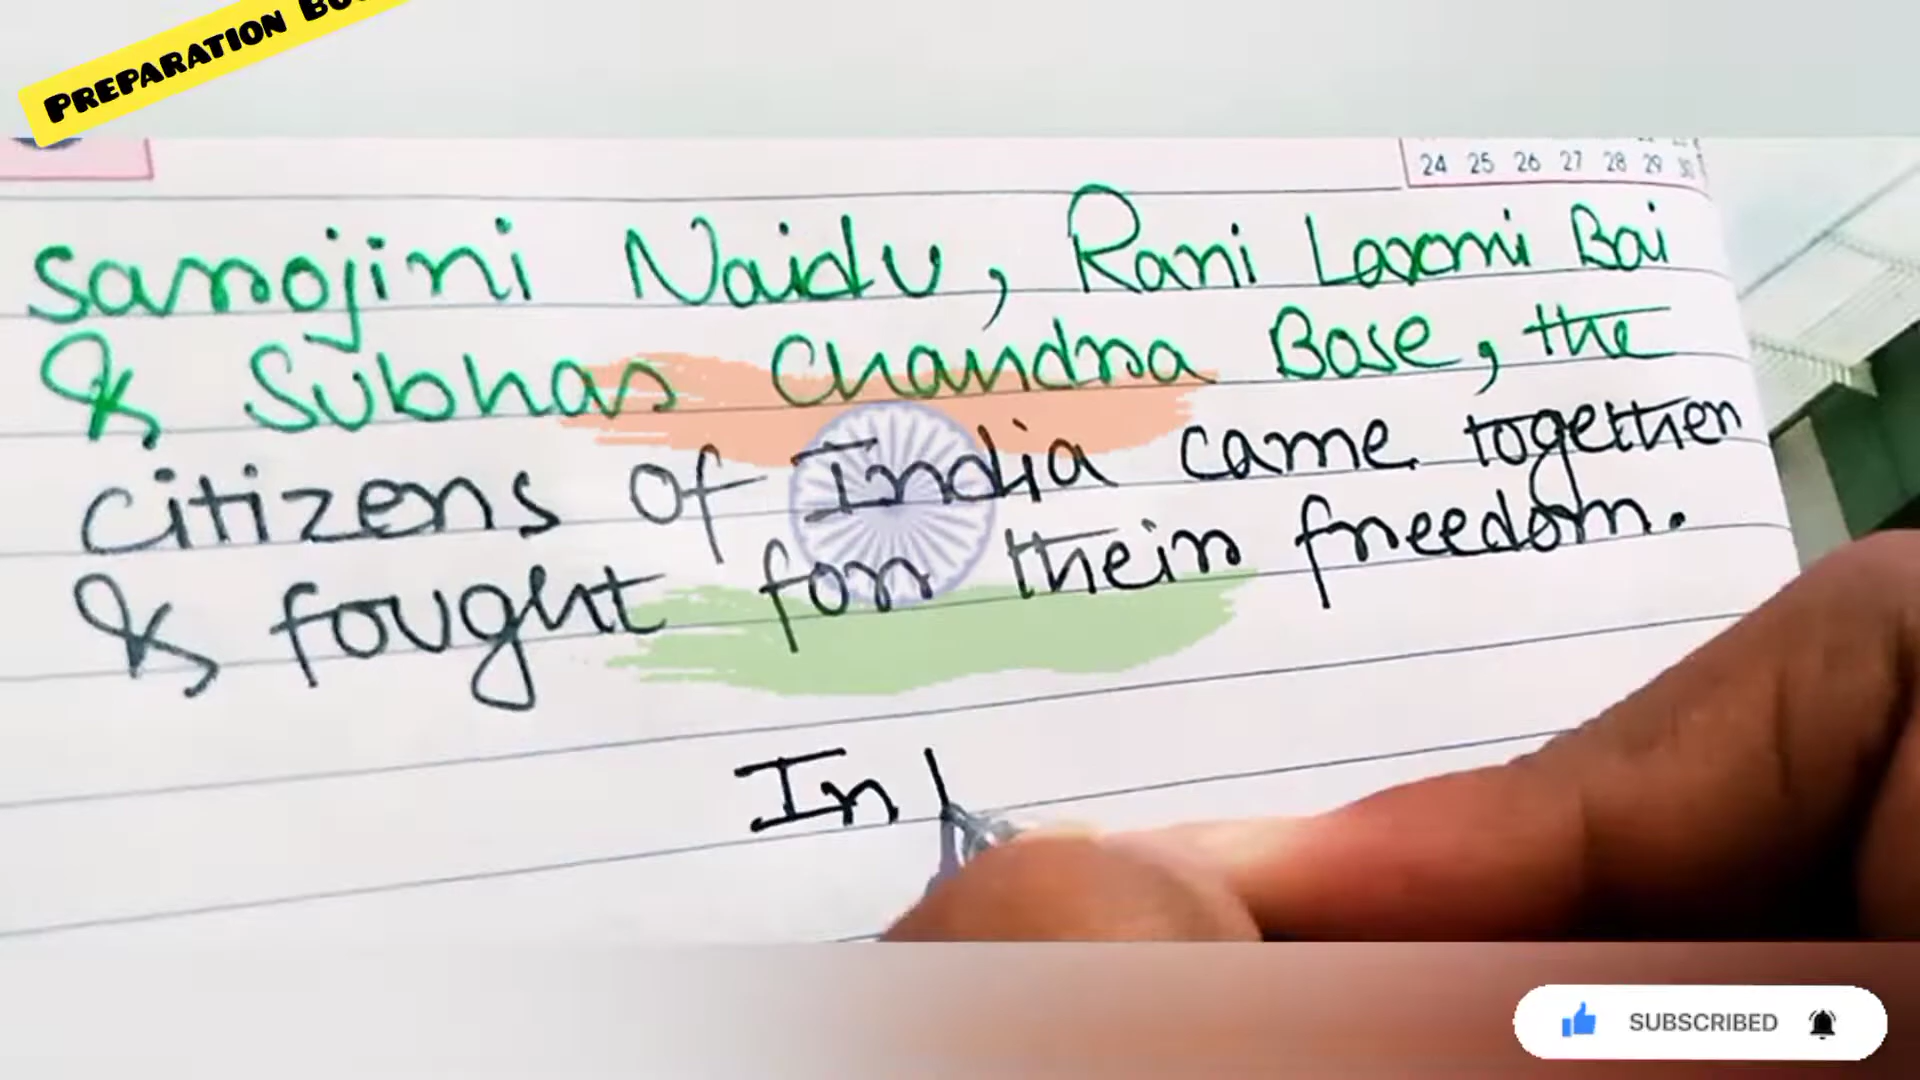 PREPARATION
24 25 26 27 28 29 30
Sarojini Naidu, Rani Laxmi Bai
& Subhas Chandra Bose, the
citizens of India came together
& fought for their freedom.
In
SUBSCRIBED